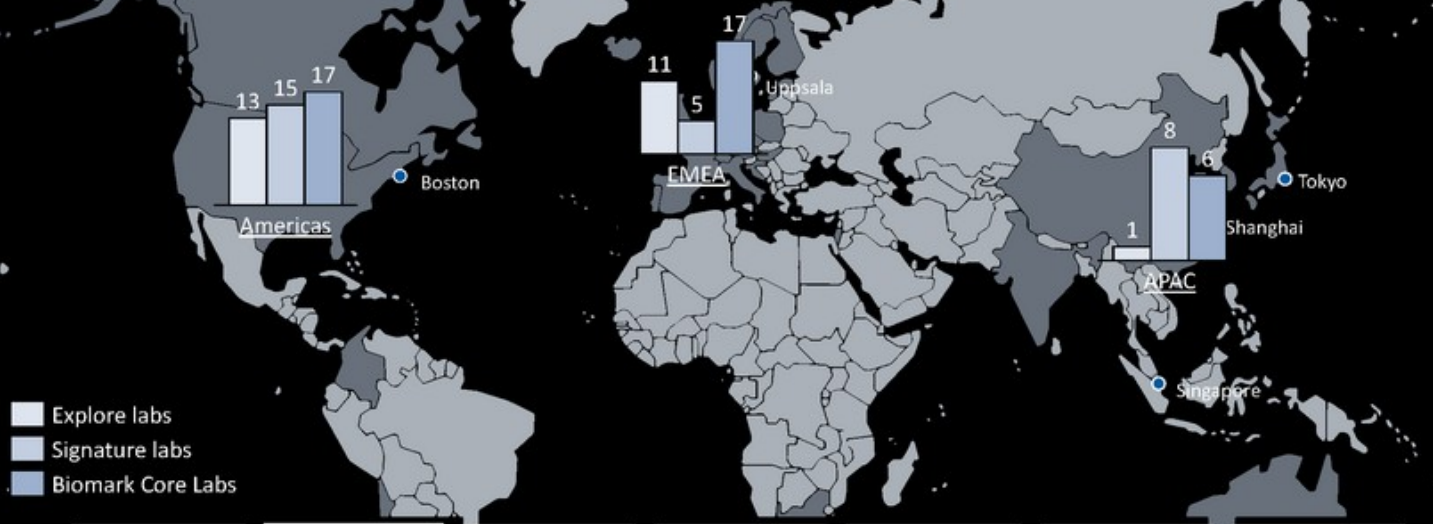 13
15
17
Boston
Americas
11
5
17
Uppsala
EMEA
8
6
1
Tokyo
Shanghai
APAC
Singapore
Explore labs
Signature labs
Biomark Core Labs